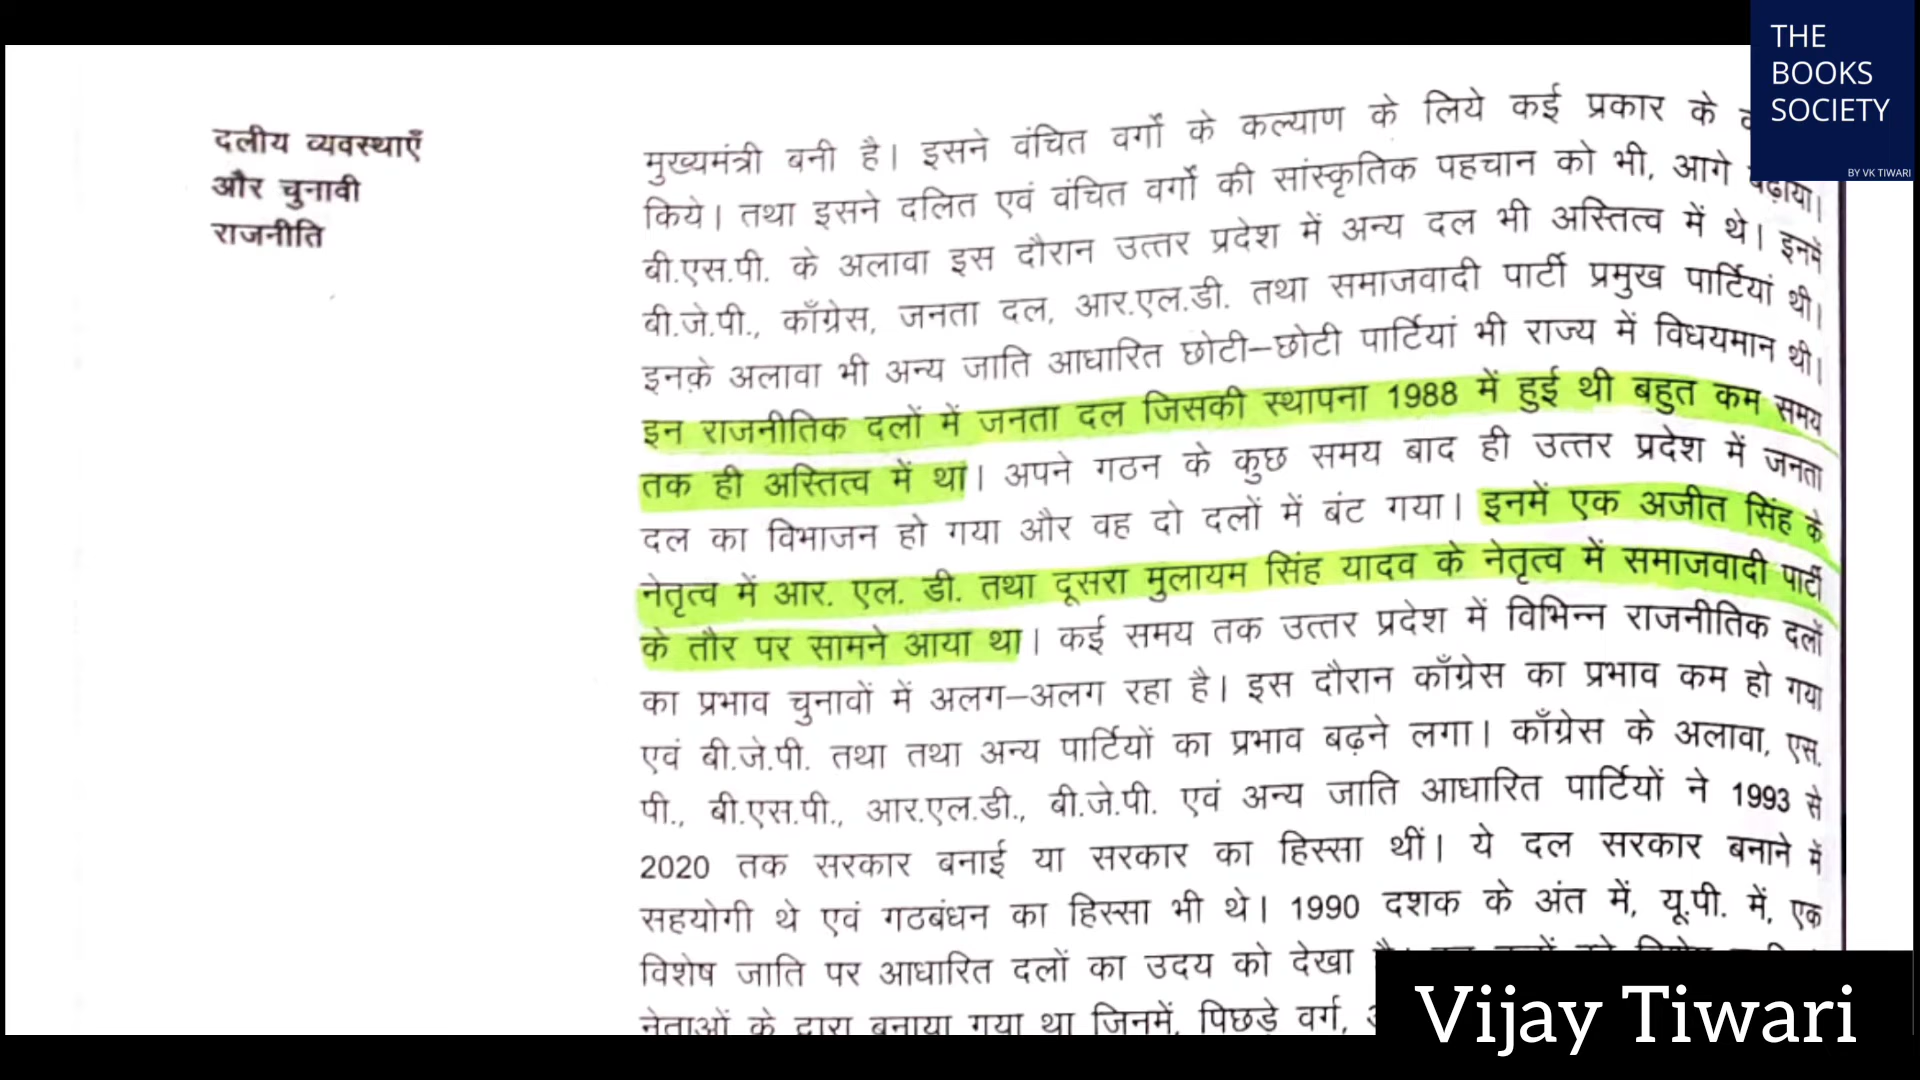 THE
BOOKS
SOCIETY
BY VK TIWARI
दलीय व्यवस्थाएँ
और चुनावी
राजनीति
मुख्यमंत्री बनी है। इसने वंचित वर्गों के कल्याण के लिये कई प्रकार के
किये। तथा इसने दलित एवं वंचित वर्गों की सांस्कृतिक पहचान को भी, आगे बढ़ाया।
बी.एस.पी. के अलावा इस दौरान उत्तर प्रदेश में अन्य दल भी अस्तित्व में थे। इनमें
बी.जे.पी., काँग्रेस, जनता दल, आर.एल.डी. तथा समाजवादी पार्टी प्रमुख पार्टियां थी।
इनके़ अलावा भी अन्य जाति आधारित छोटी–छोटी पार्टियां भी राज्य में विधयमान थी।
इन राजनीतिक दलों में जनता दल जिसकी स्थापना 1988 में हुई थी बहुत कम समय
तक ही अस्तित्व में था। अपने गठन के कुछ समय बाद ही उत्तर प्रदेश में जनता
दल का विभाजन हो गया और वह दो दलों में बंट गया। इनमें एक अजीत सिंह के
नेतृत्व में आर. एल. डी. तथा दूसरा मुलायम सिंह यादव के नेतृत्व में समाजवादी पार्टी
के तौर पर सामने आया था। कई समय तक उत्तर प्रदेश में विभिन्न राजनीतिक दलों
का प्रभाव चुनावों में अलग–अलग रहा है। इस दौरान काँग्रेस का प्रभाव कम हो गया
एवं बी.जे.पी. तथा तथा अन्य पार्टियों का प्रभाव बढ़ने लगा। काँग्रेस के अलावा, एस.
पी., बी.एस.पी., आर.एल.डी., बी.जे.पी. एवं अन्य जाति आधारित पार्टियों ने 1993 से
2020 तक सरकार बनाई या सरकार का हिस्सा थीं। ये दल सरकार बनाने में
सहयोगी थे एवं गठबंधन का हिस्सा भी थे। 1990 दशक के अंत में, यू.पी. में, एक
विशेष जाति पर आधारित दलों का उदय को देखा
नेताओं के द्वारा बनाया गया था जिनमें, पिछड़े वर्ग,
Vijay Tiwari